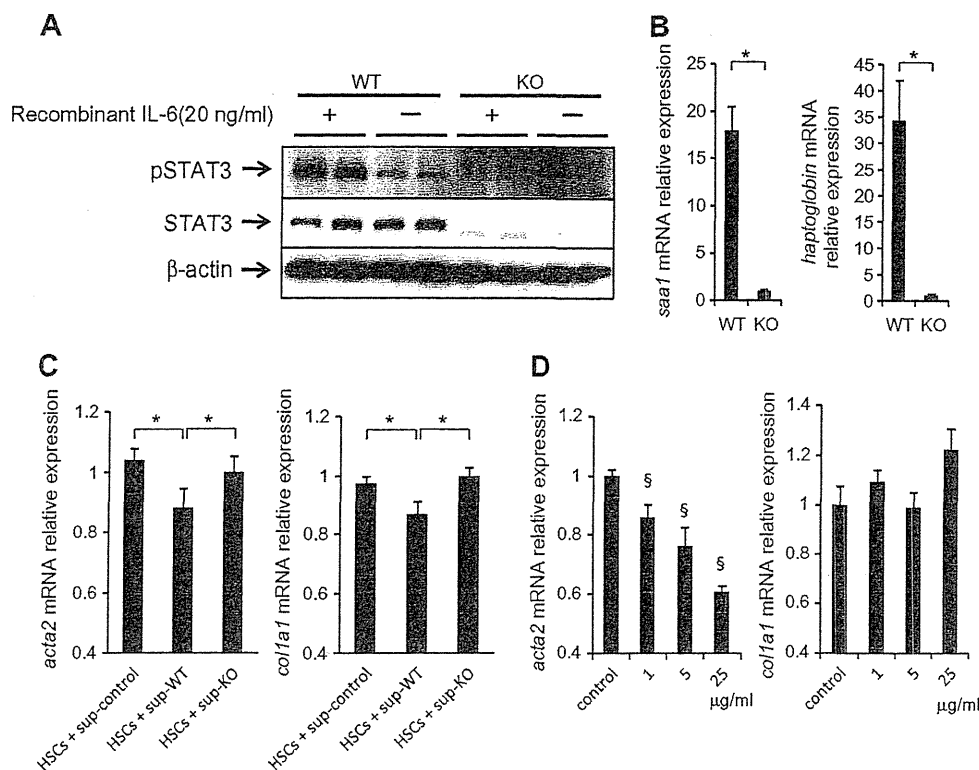 A
WT
KO
Recombinant IL-6(20 ng/ml)
+
−
+
−
pSTAT3
STAT3
β-actin
B
saa1 mRNA relative expression
25
20
15
10
5
0
*
WT KO
haptoglobin mRNA
relative expression
45
40
35
30
25
20
15
10
5
0
*
WT KO
C
acta2 mRNA relative expression
1.2
1
0.8
0.6
0.4
*
*
HSCs + sup-control
HSCs + sup-WT
HSCs + sup-KO
col1a1 mRNA relative expression
1.2
1
0.8
0.6
0.4
*
*
HSCs + sup-control
HSCs + sup-WT
HSCs + sup-KO
D
acta2 mRNA relative expression
1.2
1
0.8
0.6
0.4
§
§
§
control
1
5
25
µg/ml
col1a1 mRNA relative expression
1.4
1.2
1
0.8
0.6
0.4
control
1
5
25
µg/ml